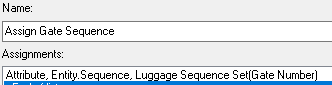 Name:
Assign Gate Sequence
Assignments:
Attribute, Entity.Sequence, Luggage Sequence Set(Gate Number)